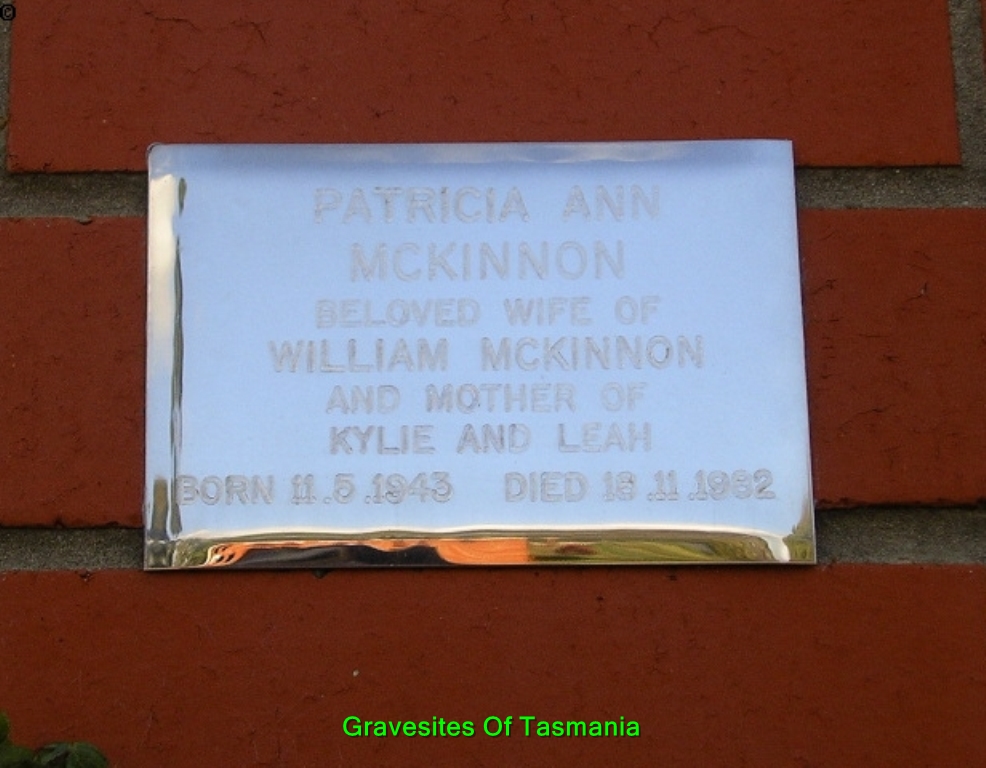 ©
PATRICIA ANN
MCKINNON
BELOVED WIFE OF
WILLIAM MCKINNON
AND MOTHER OF
KYLIE AND LEAH
BORN 11.5.1943 DIED .11.1982
Gravesites Of Tasmania